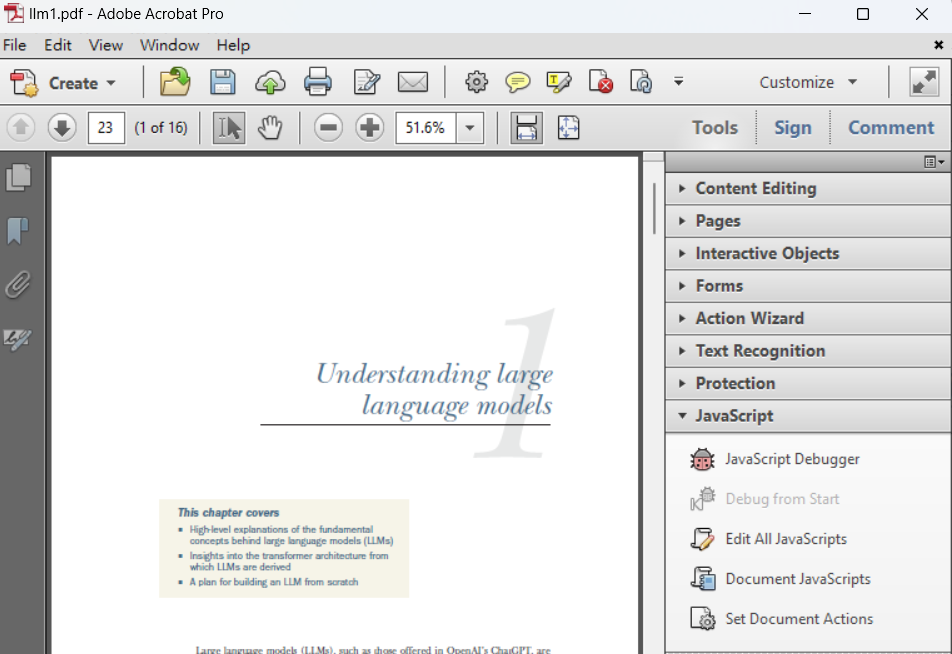 llm1.pdf - Adobe Acrobat Pro
File Edit View Window Help
Create Customize
23 (1 of 16) 51.6% Tools Sign Comment
Content Editing
Pages
Interactive Objects
Forms
Action Wizard
Text Recognition
Protection
JavaScript
JavaScript Debugger
Debug from Start
Edit All JavaScripts
Document JavaScripts
Set Document Actions
1
Understanding large
language models
This chapter covers
▪ High-level explanations of the fundamental
concepts behind large language models (LLMs)
▪ Insights into the transformer architecture from
which LLMs are derived
▪ A plan for building an LLM from scratch
Large language models (LLMs), such as those offered in OpenAI's ChatGPT, are